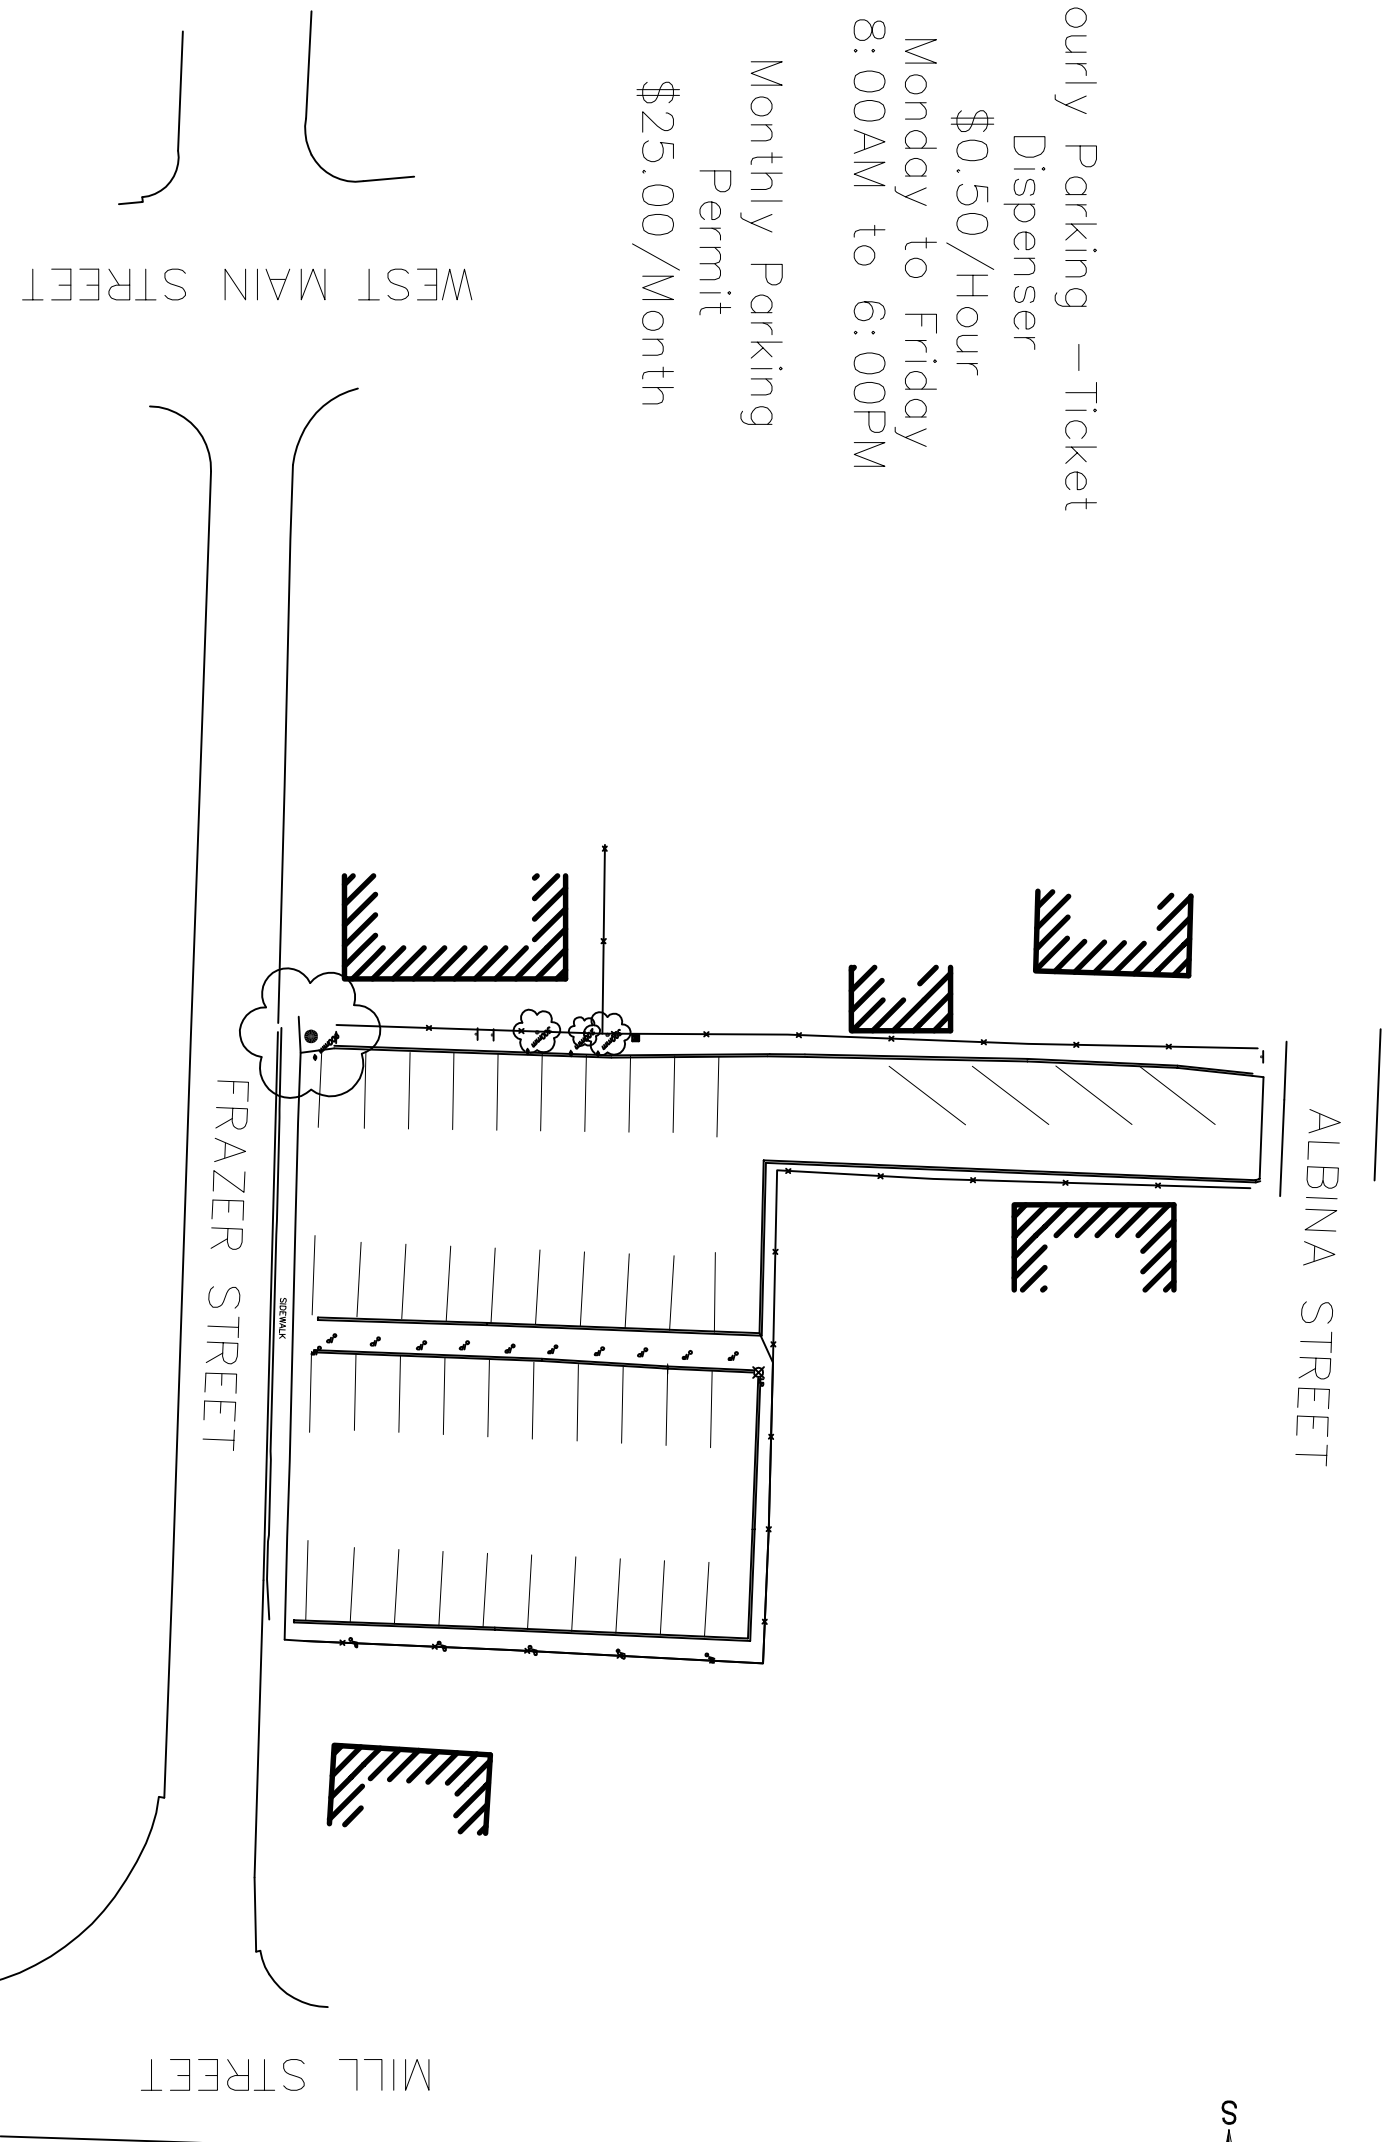 ourly Parking -Ticket
Dispenser
$0.50/Hour
Monday to Friday
8:00AM to 6:00PM
Monthly Parking
Permit
$25.00/Month
WEST MAIN STREET
FRAZER STREET
SIDEWALK
ALBINA STREET
MILL STREET
S